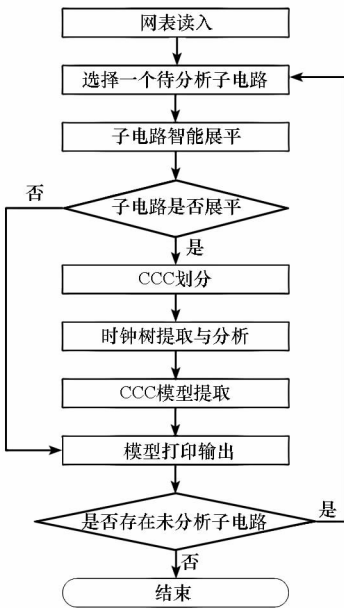 网表读入
选择一个待分析子电路
子电路智能展平
否
子电路是否展平
是
CCC划分
时钟树提取与分析
CCC模型提取
模型打印输出
是否存在未分析子电路
是
否
结束